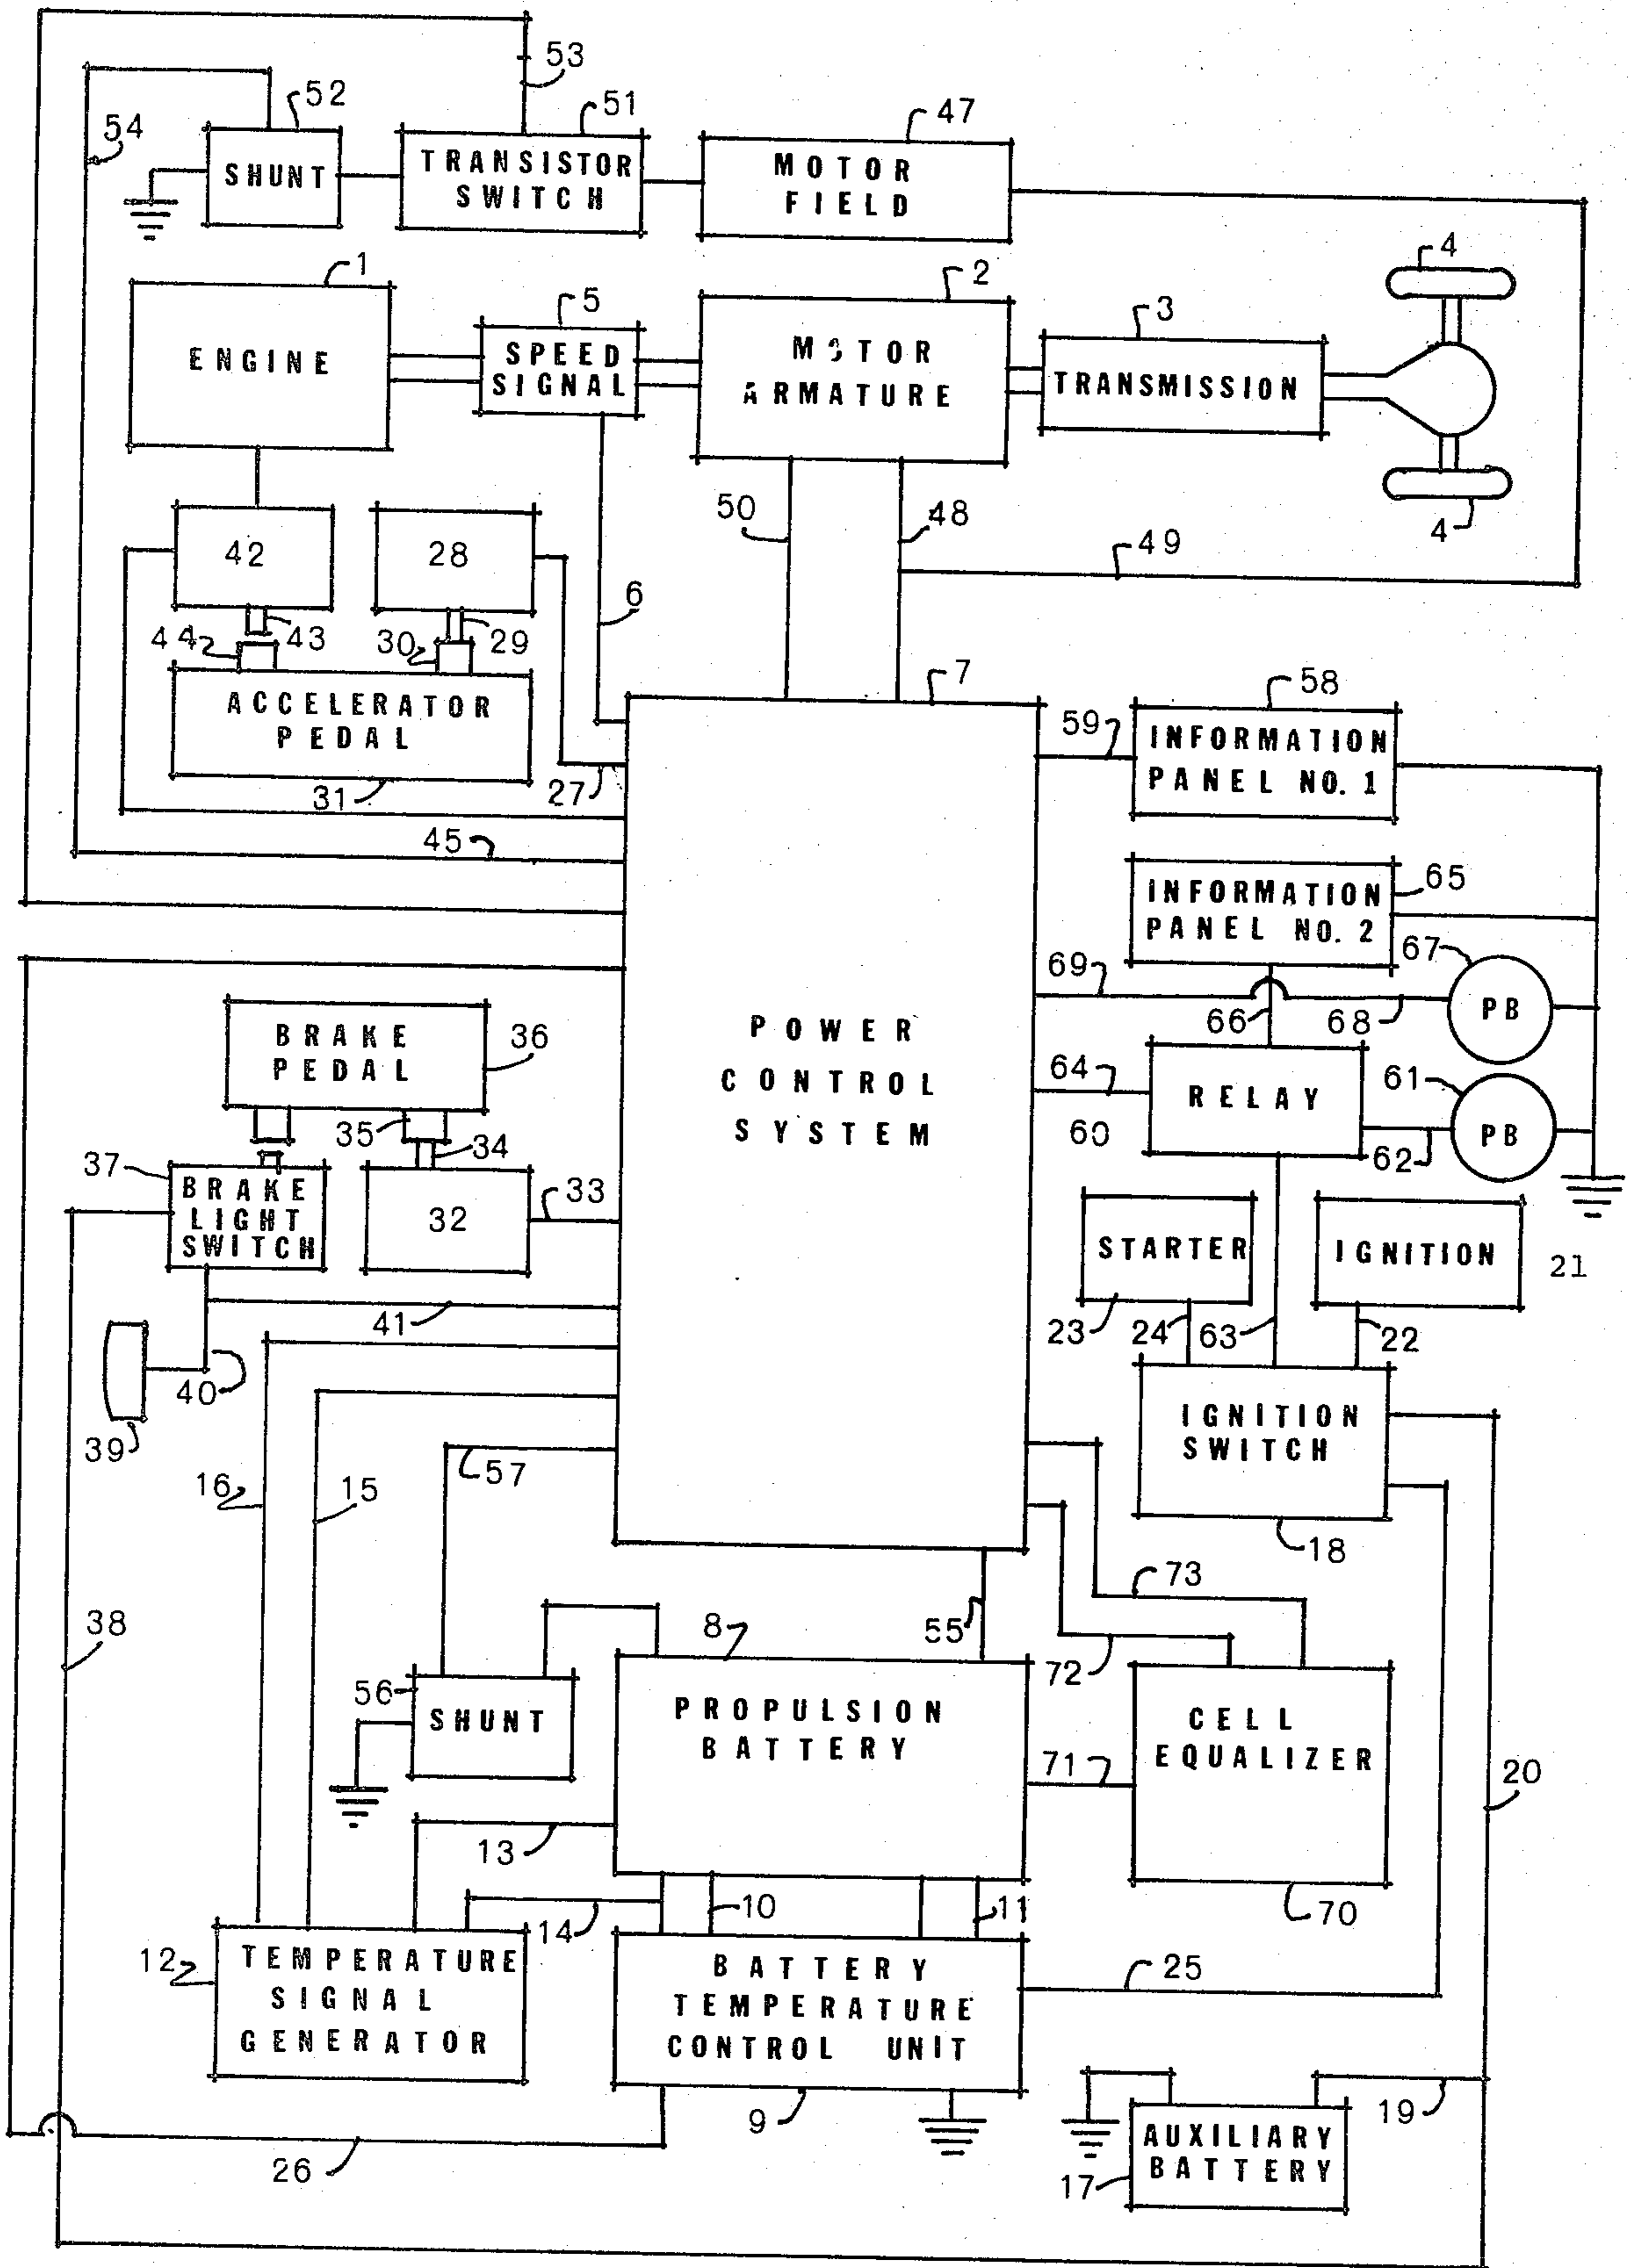 53
52
51
47
54
SHUNT
TRANSISTOR
SWITCH
MOTOR
FIELD
1
5
2
3
4
ENGINE
SPEED
SIGNAL
MOTOR
ARMATURE
TRANSMISSION
4
50
48
49
42
28
6
44
43
30
29
ACCELERATOR
PEDAL
31
27
45
7
58
59
INFORMATION
PANEL NO. 1
65
INFORMATION
PANEL NO. 2
67
69
66
68
PB
BRAKE
PEDAL
36
35
34
POWER
CONTROL
SYSTEM
64
RELAY
61
60
62
PB
37
BRAKE
LIGHT
SWITCH
32
33
STARTER
IGNITION
21
41
40
39
23
24
63
22
IGNITION
SWITCH
18
16
15
57
38
73
55
72
8
56
SHUNT
PROPULSION
BATTERY
CELL
EQUALIZER
71
20
13
10
11
14
70
12
TEMPERATURE
SIGNAL
GENERATOR
BATTERY
TEMPERATURE
CONTROL UNIT
25
9
26
19
AUXILIARY
BATTERY
17